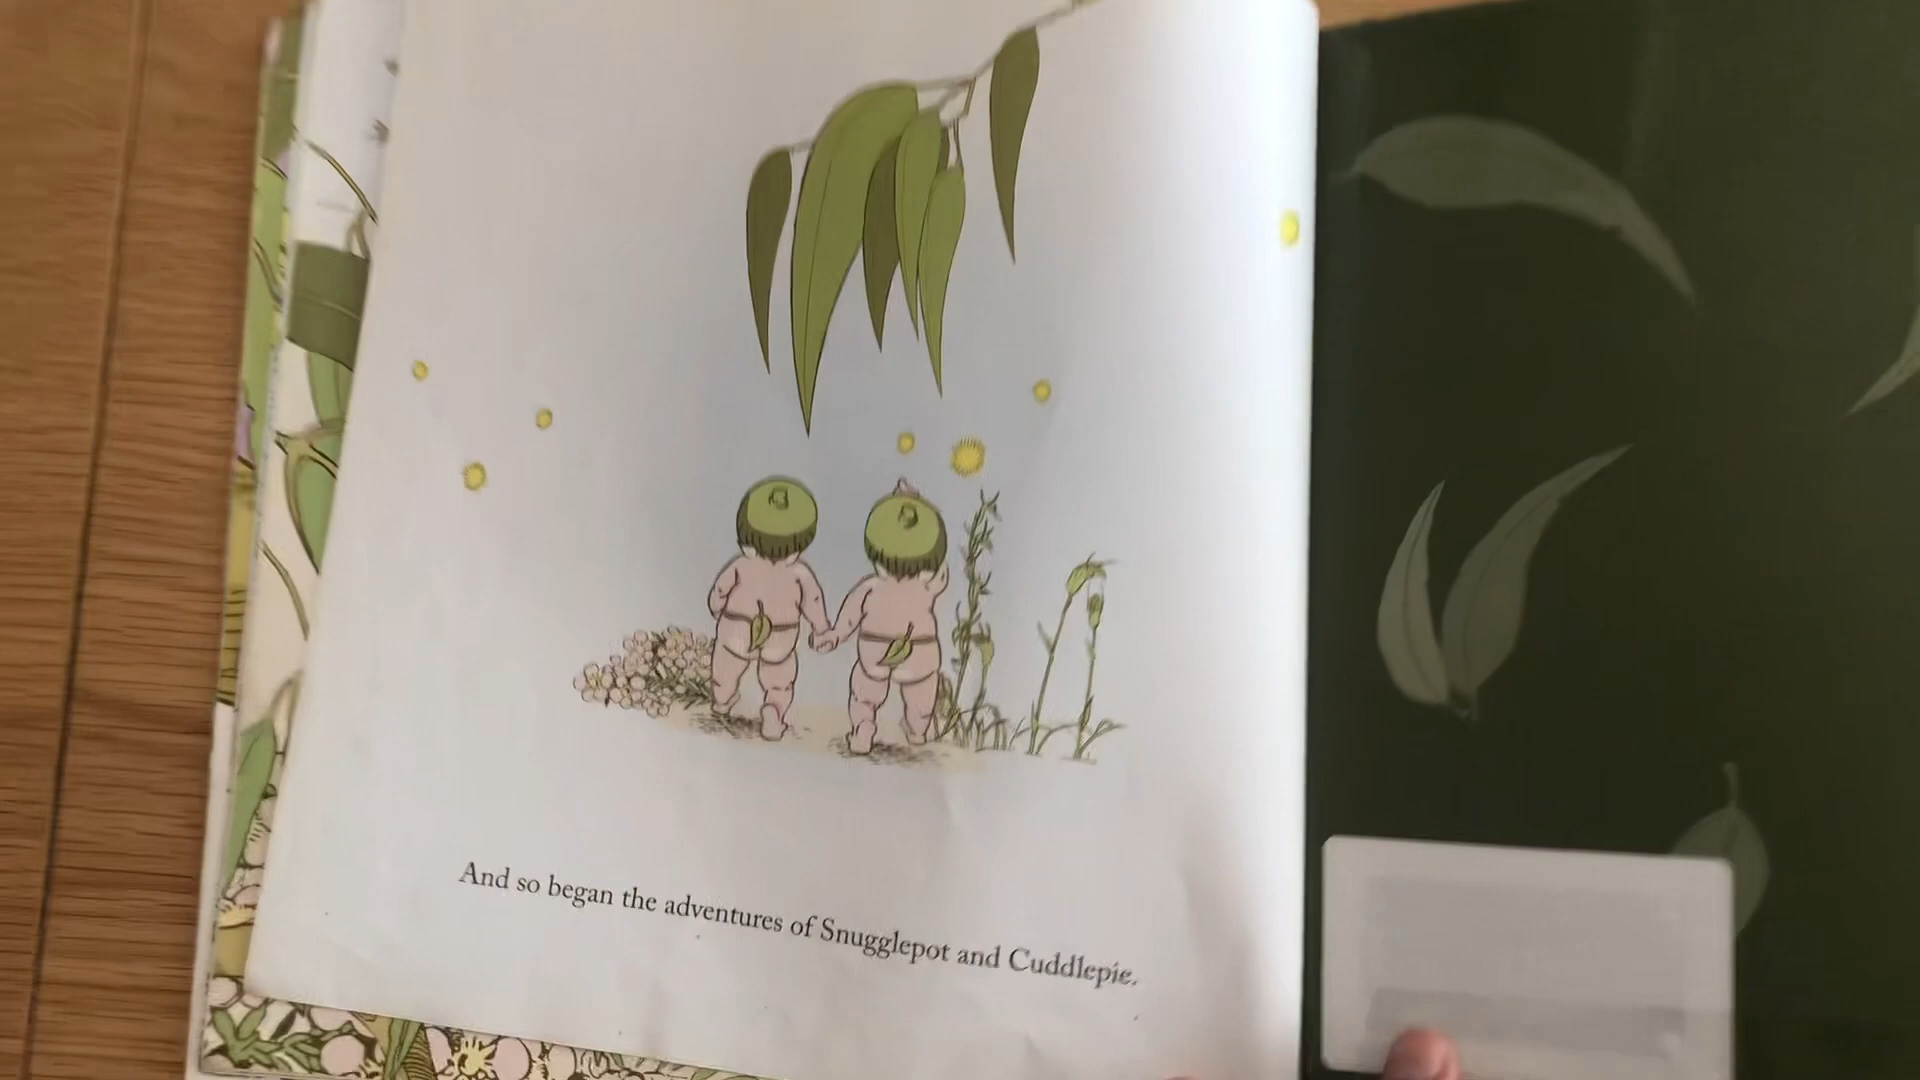 And so began the adventures of Snugglepot and Cuddlepie.